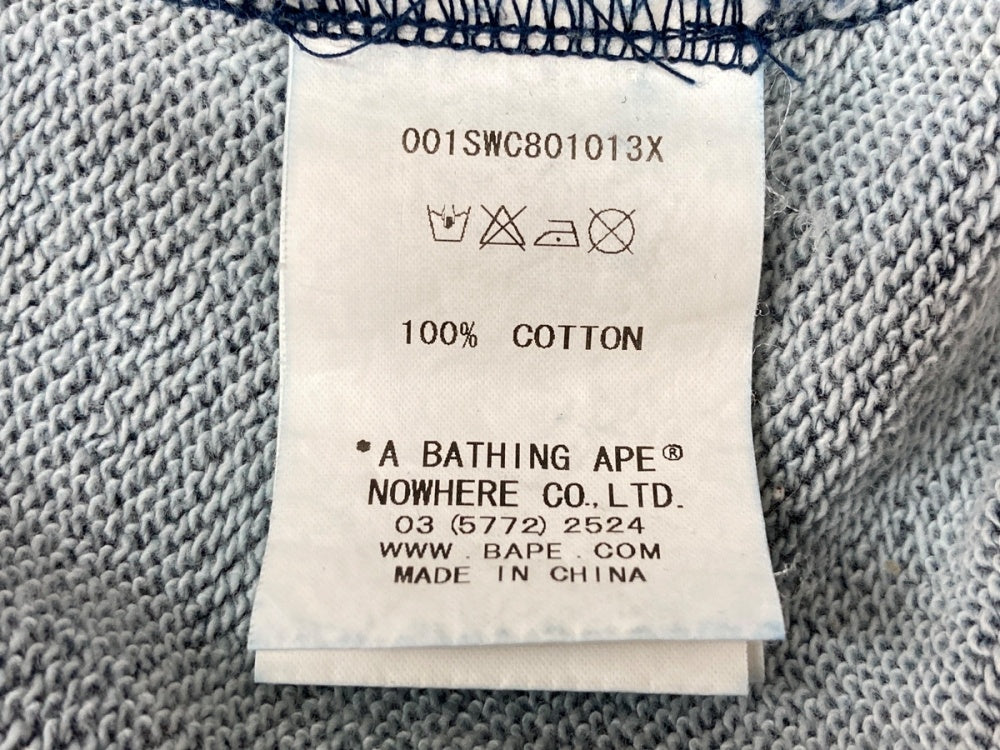 001SWC801013X
100% COTTON
*A BATHING APE®
NOWHERE CO.,LTD.
03 (5772) 2524
WWW . BAPE . COM
MADE IN CHINA